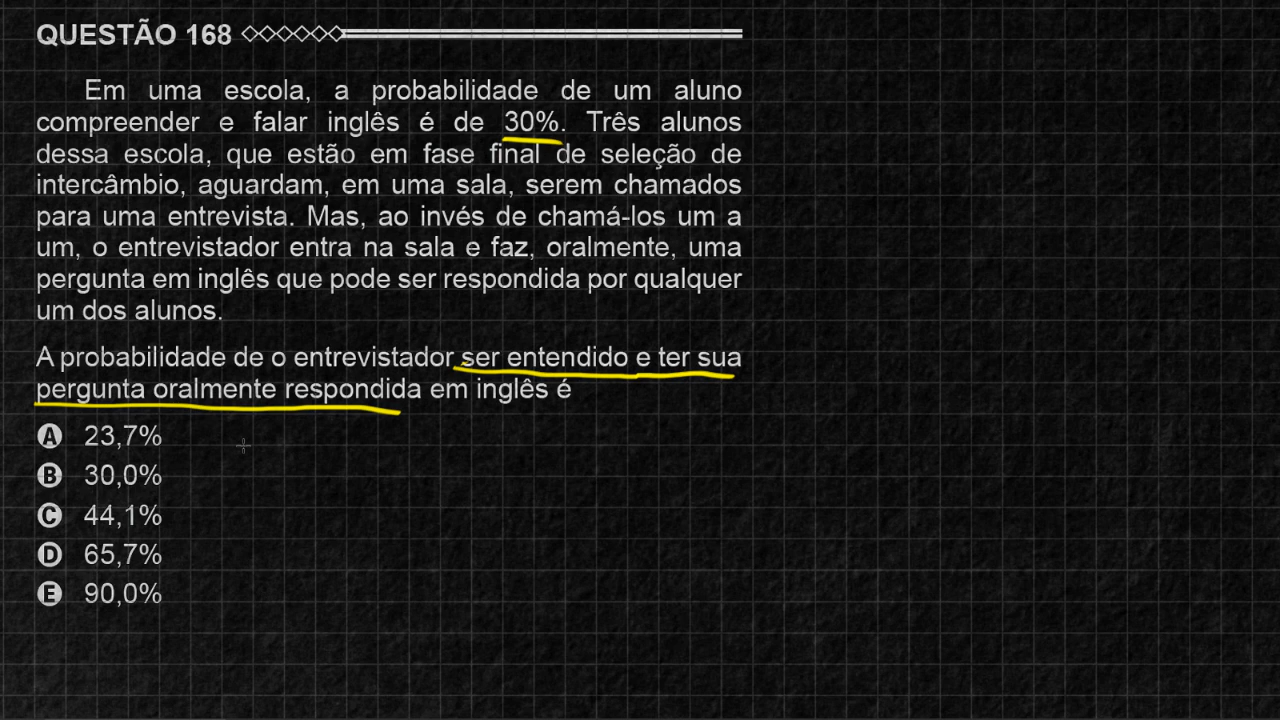 QUESTÃO 168
Em uma escola, a probabilidade de um aluno
compreender e falar inglês é de 30%. Três alunos
dessa escola, que estão em fase final de seleção de
intercâmbio, aguardam, em uma sala, serem chamados
para uma entrevista. Mas, ao invés de chamá-los um a
um, o entrevistador entra na sala e faz, oralmente, uma
pergunta em inglês que pode ser respondida por qualquer
um dos alunos.
A probabilidade de o entrevistador ser entendido e ter sua
pergunta oralmente respondida em inglês é
A 23,7%
B 30,0%
C 44,1%
D 65,7%
E 90,0%